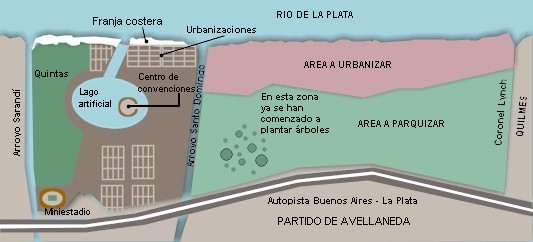 RIO DE LA PLATA
Franja costera
Urbanizaciones
Quintas
Centro de
convenciones
Lago
artificial
AREA A URBANIZAR
En esta zona
ya se han
comenzado a
plantar árboles
AREA A PARQUIZAR
Arroyo Sarandí
Arroyo Santo Domingo
Coronel Lynch
QUILMES
Miniestadio
Autopista Buenos Aires - La Plata
PARTIDO DE AVELLANEDA